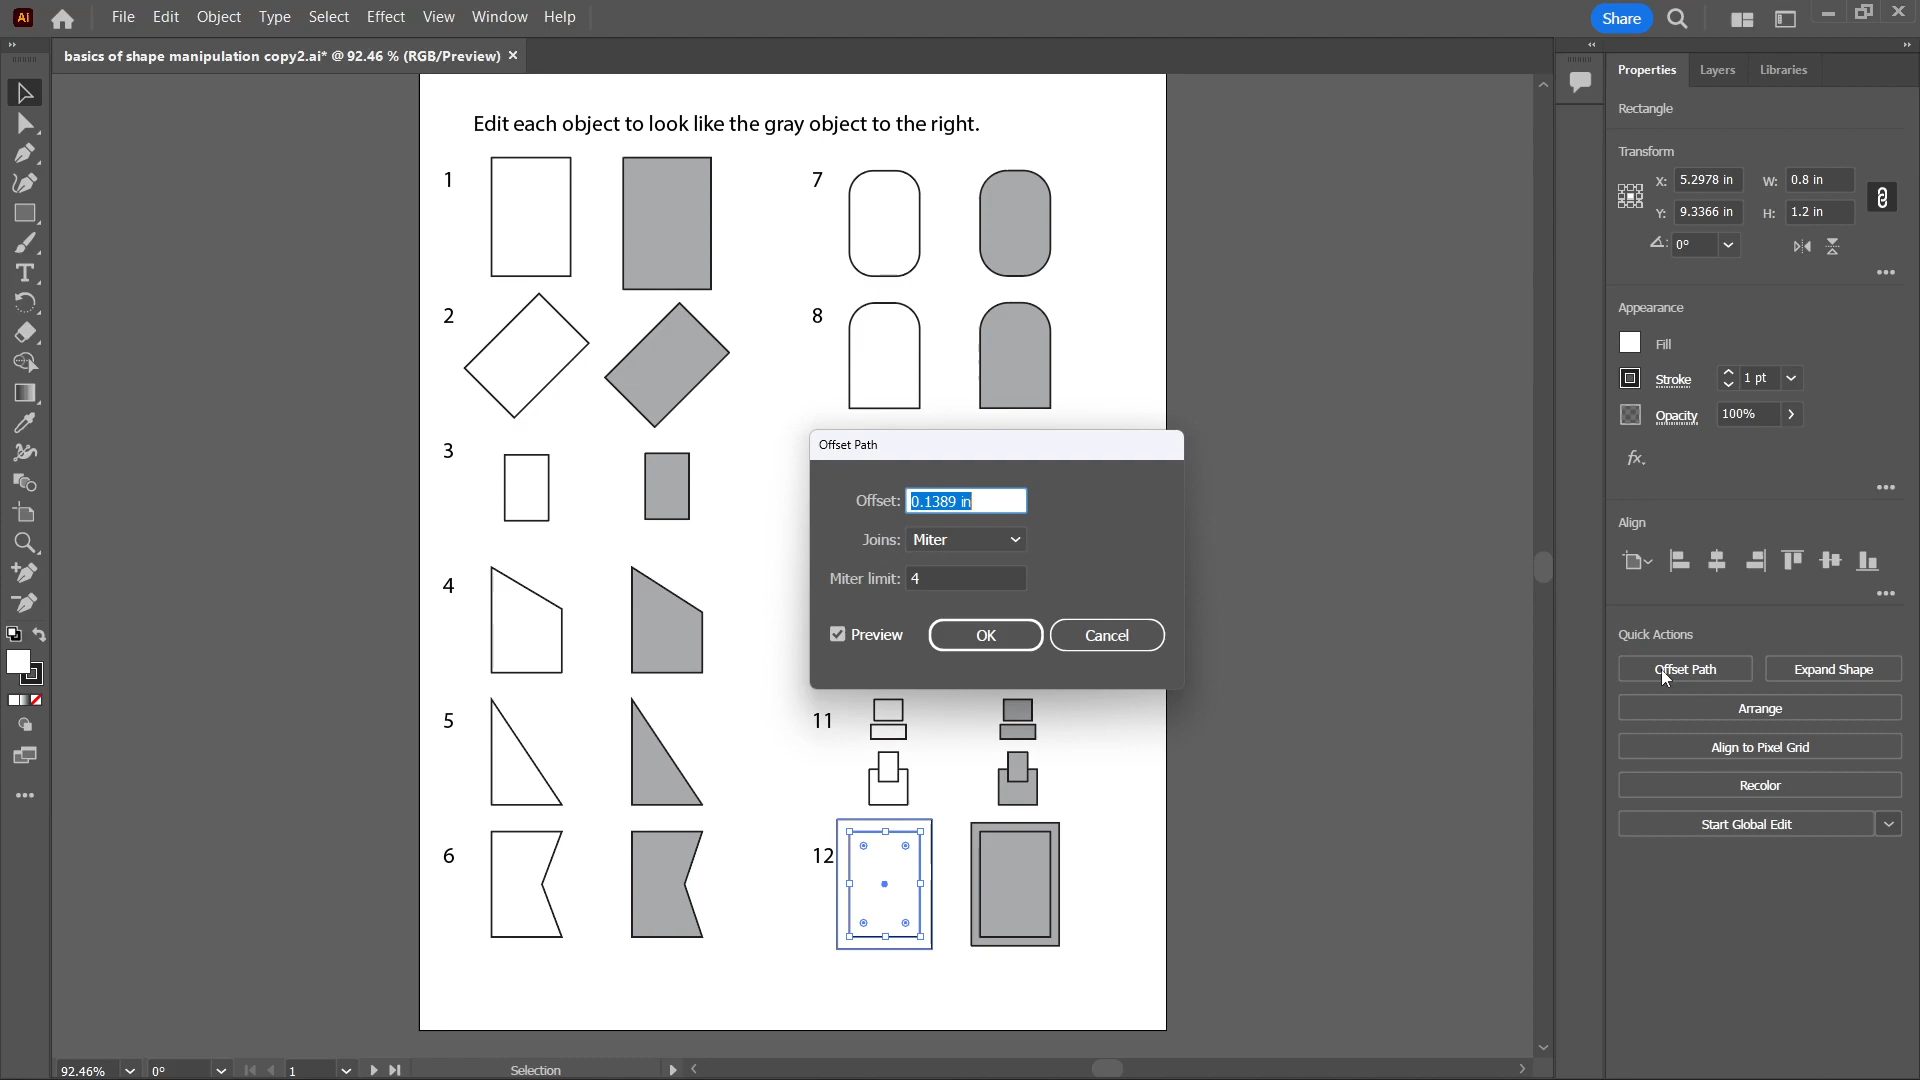 Ai File Edit Object Type Select Effect View Window Help Share
basics of shape manipulation copy2.ai* @ 92.46 % (RGB/Preview) ×
Edit each object to look like the gray object to the right.
1
7
2
8
3
4
5
11
6
12
Offset Path
Offset: 0.1389 in
Joins: Miter
Miter limit: 4
Preview OK Cancel
Properties Layers Libraries
Rectangle
Transform
X: 5.2978 in W: 0.8 in
Y: 9.3366 in H: 1.2 in
0°
Appearance
Fill
Stroke 1 pt
Opacity 100%
fx.
Align
Quick Actions
Offset Path Expand Shape
Arrange
Align to Pixel Grid
Recolor
Start Global Edit
92.46% 0° 1 Selection